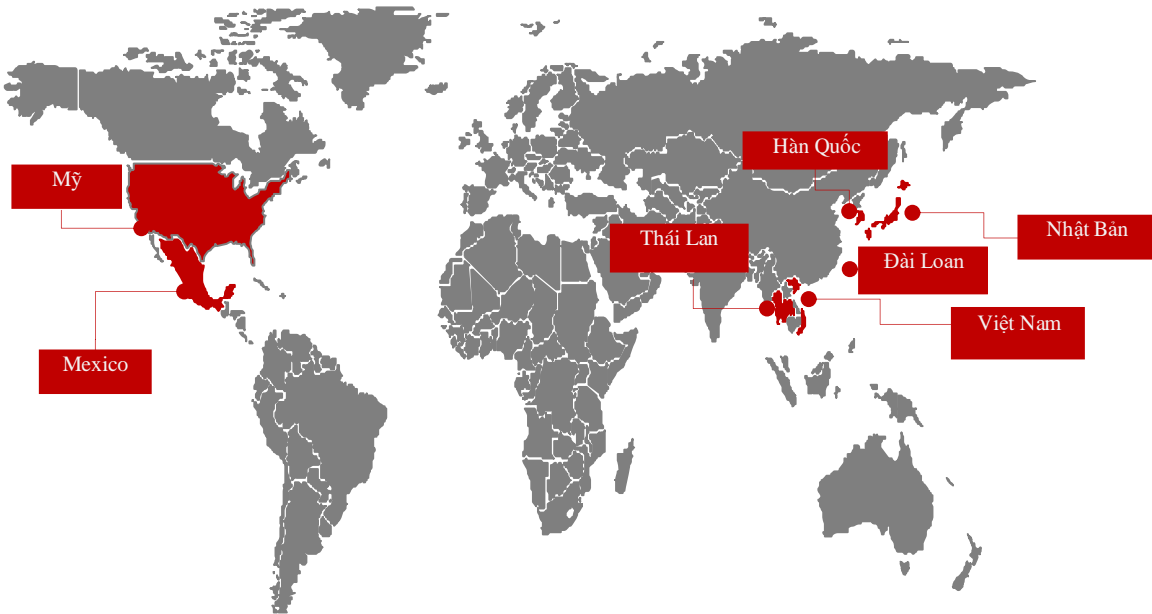 Hàn Quốc
Mỹ
Nhật Bản
Thái Lan
Đài Loan
Việt Nam
Mexico